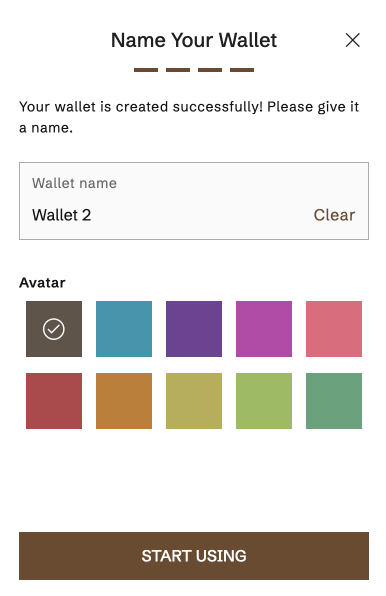 Name Your Wallet
Your wallet is created successfully! Please give it
a name.
Wallet name
Wallet 2
Clear
Avatar
START USING